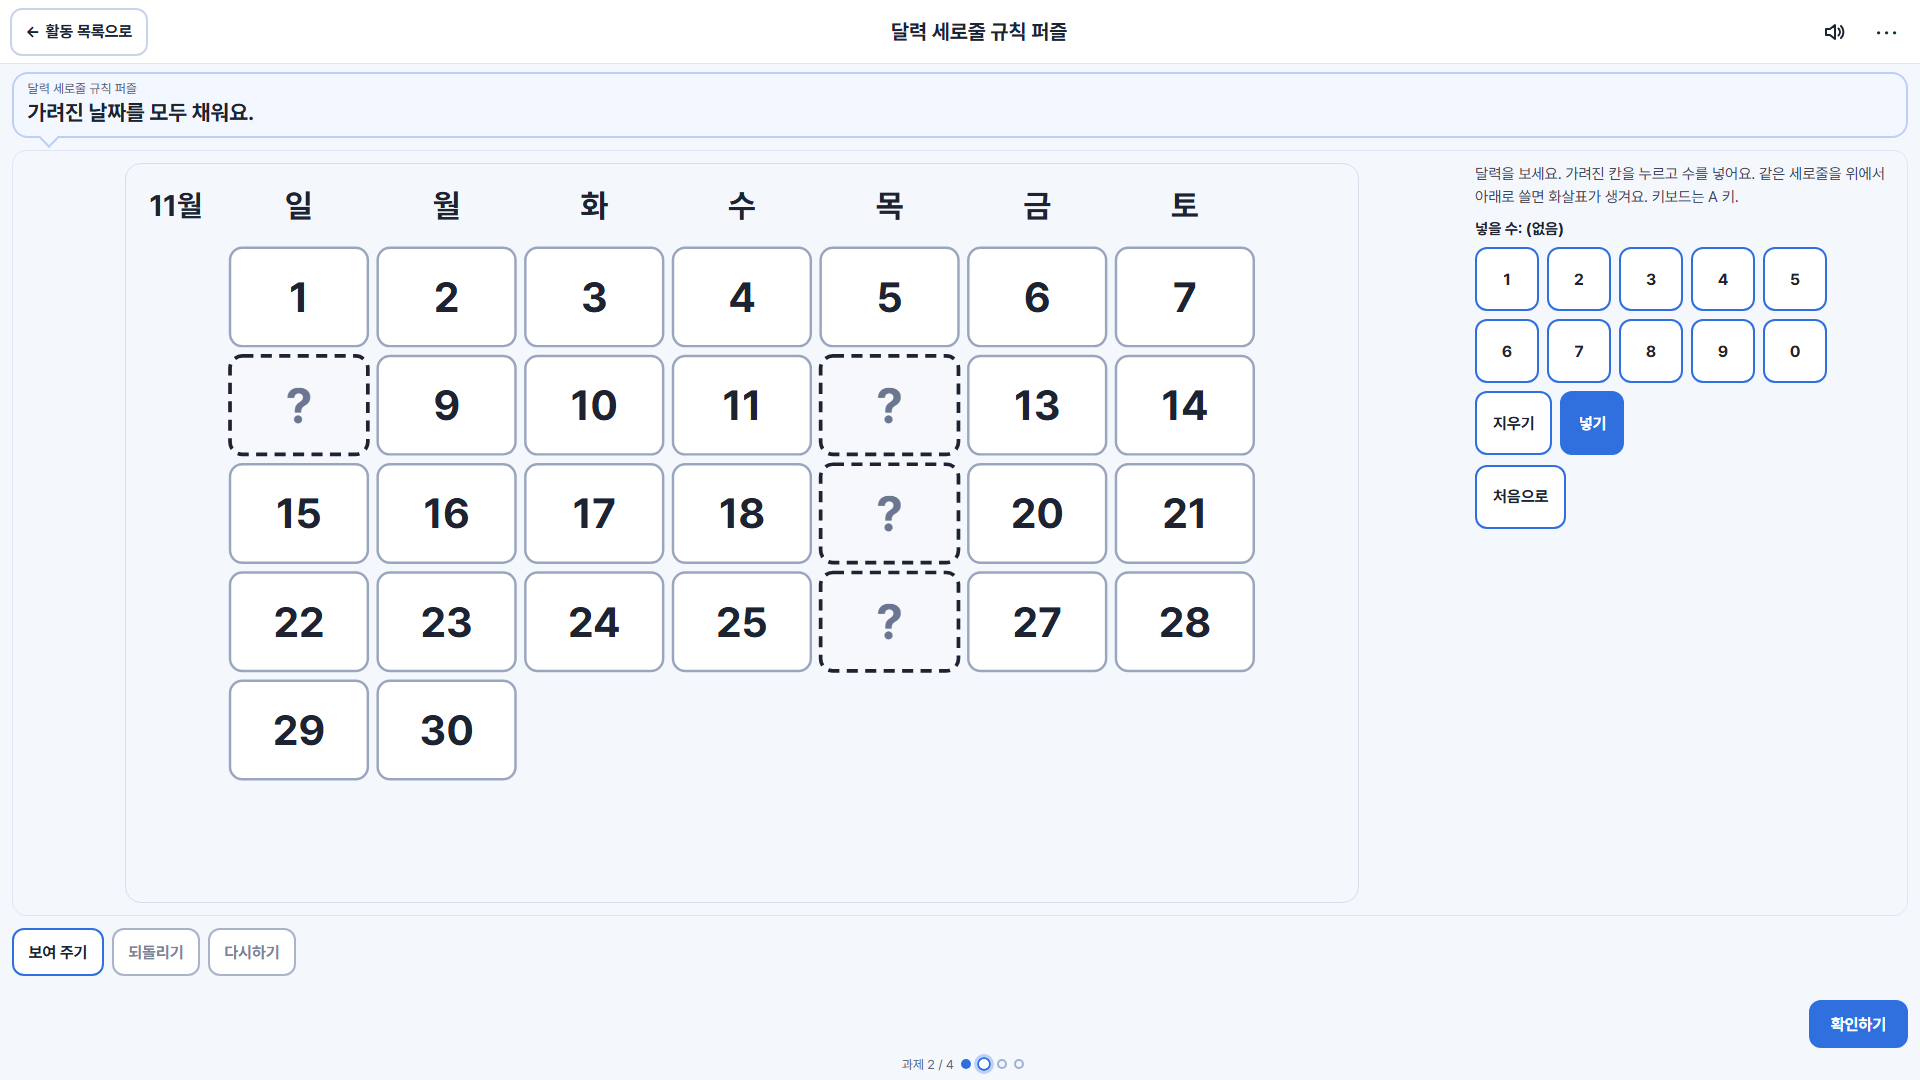 ← 활동 목록으로
달력 세로줄 규칙 퍼즐
달력 세로줄 규칙 퍼즐
가려진 날짜를 모두 채워요.
11월 일 월 화 수 목 금 토
1 2 3 4 5 6 7
? 9 10 11 ? 13 14
15 16 17 18 ? 20 21
22 23 24 25 ? 27 28
29 30
달력을 보세요. 가려진 칸을 누르고 수를 넣어요. 같은 세로줄을 위에서
아래로 쓸면 화살표가 생겨요. 키보드는 A 키.
넣을 수: (없음)
1 2 3 4 5
6 7 8 9 0
지우기 넣기
처음으로
보여 주기 되돌리기 다시하기
확인하기
과제 2 / 4